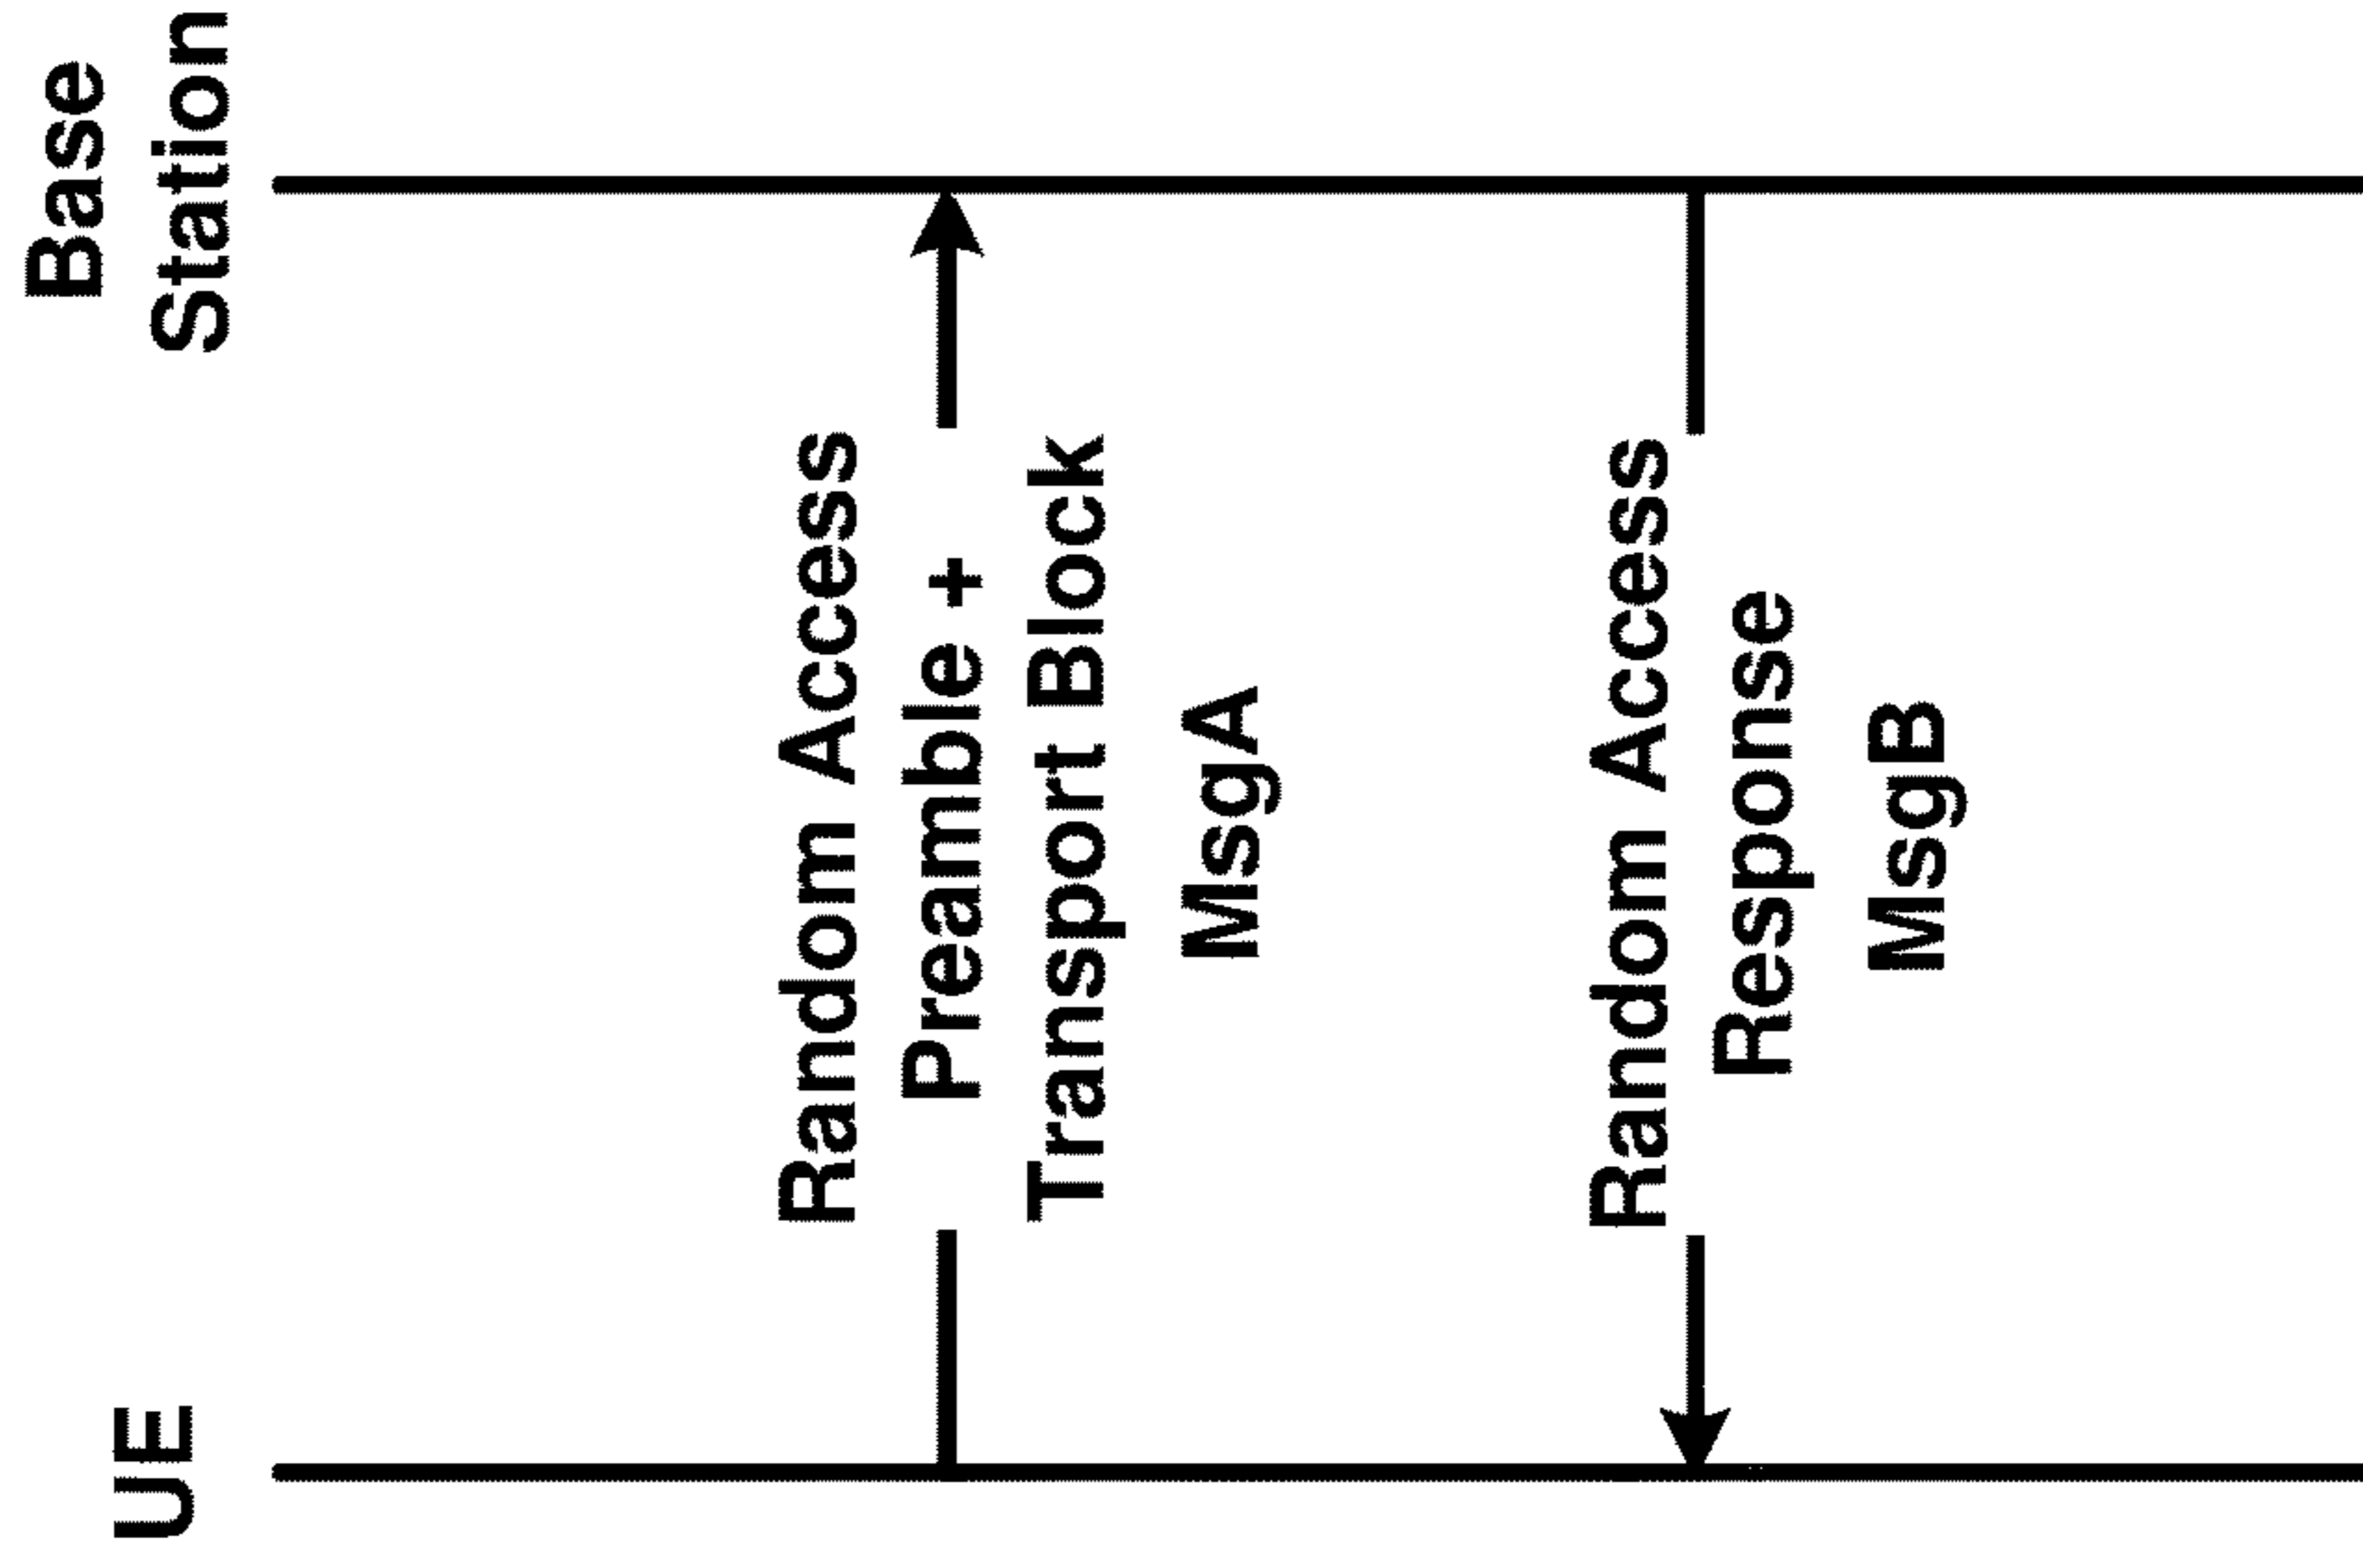 UE
Base
Station
Random Access
Preamble +
Transport Block
MsgA
Random Access
Response
MsgB